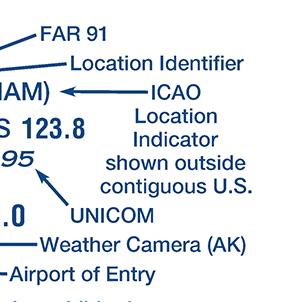 FAR 91
Location Identifier
IAM) ICAO
Location
S 123.8 Indicator
shown outside
95
contiguous U.S.
.0 UNICOM
Weather Camera (AK)
Airport of Entry